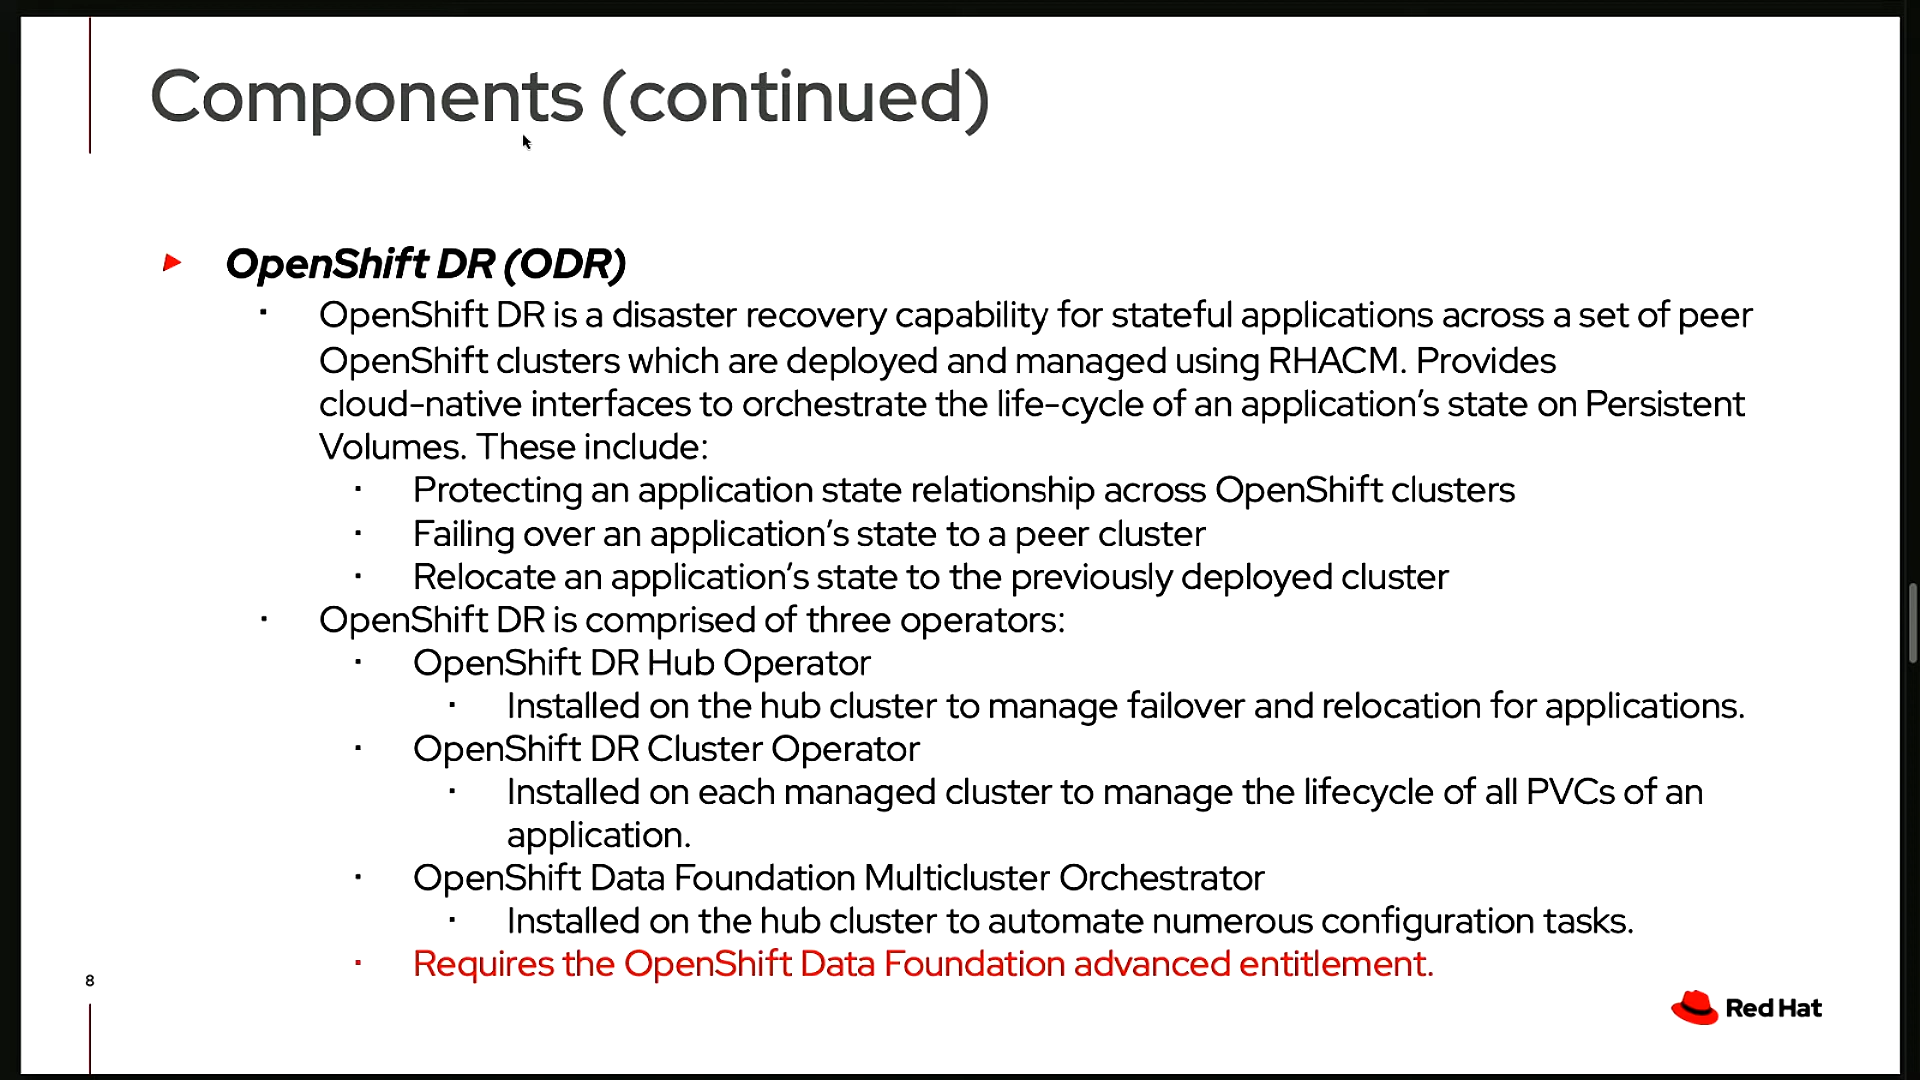 Components (continued)
OpenShift DR (ODR)
OpenShift DR is a disaster recovery capability for stateful applications across a set of peer
OpenShift clusters which are deployed and managed using RHACM. Provides
cloud-native interfaces to orchestrate the life-cycle of an application’s state on Persistent
Volumes. These include:
Protecting an application state relationship across OpenShift clusters
Failing over an application’s state to a peer cluster
Relocate an application’s state to the previously deployed cluster
OpenShift DR is comprised of three operators:
OpenShift DR Hub Operator
Installed on the hub cluster to manage failover and relocation for applications.
OpenShift DR Cluster Operator
Installed on each managed cluster to manage the lifecycle of all PVCs of an
application.
OpenShift Data Foundation Multicluster Orchestrator
Installed on the hub cluster to automate numerous configuration tasks.
Requires the OpenShift Data Foundation advanced entitlement.
8
Red Hat